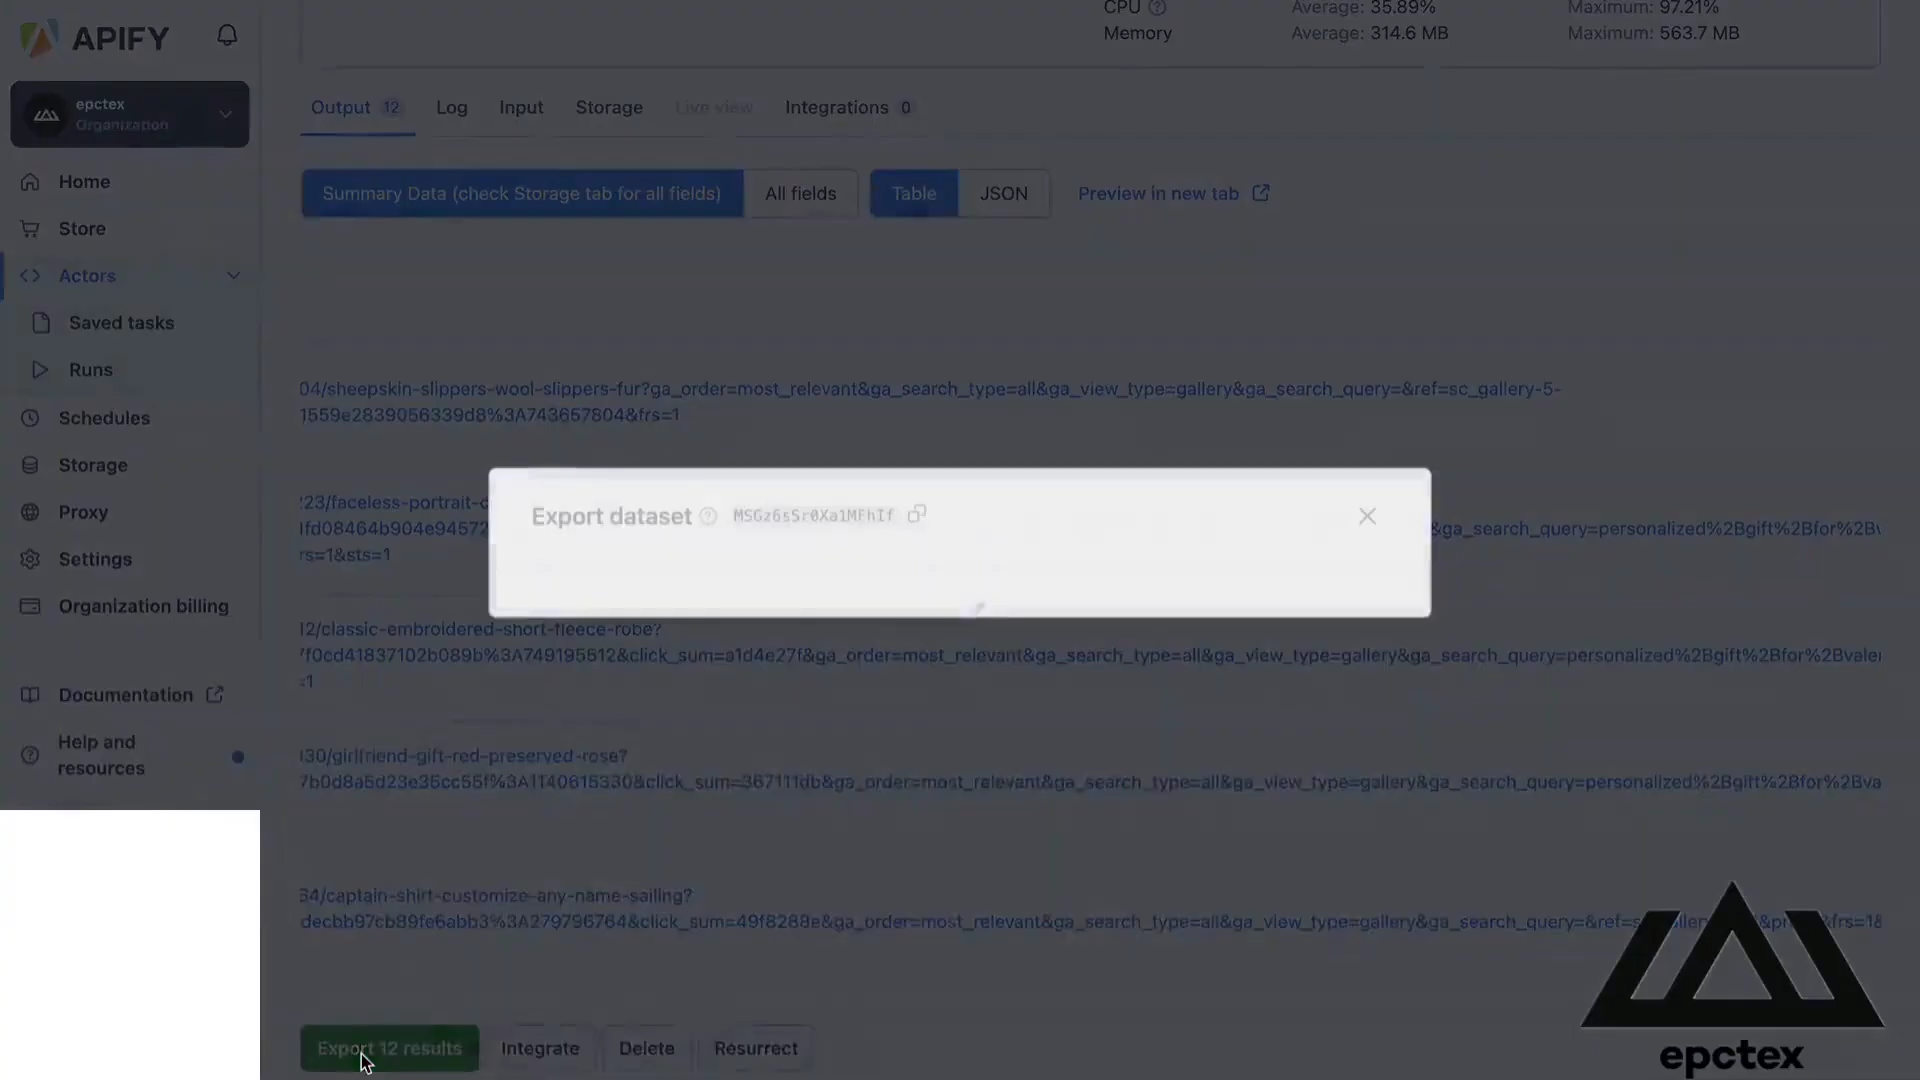 APIFY
epctex
Organization
Home
Store
Actors
Saved tasks
Runs
Schedules
Storage
Proxy
Settings
Organization billing
Documentation
Help and
resources
CPU Average: 35.89% Maximum: 97.21%
Memory Average: 314.6 MB Maximum: 563.7 MB
Output 12 Log Input Storage Live view Integrations 0
Summary Data (check Storage tab for all fields) All fields Table JSON Preview in new tab
04/sheepskin-slippers-wool-slippers-fur?ga_order=most_relevant&ga_search_type=all&ga_view_type=gallery&ga_search_query=&ref=sc_gallery-5-
1559e2839056339d8%3A743657804&frs=1
Export dataset MSGz6sSr0Xa1MFhIf
:23/faceless-portrait-
lfd08464b904e94572 &ga_search_query=personalized%2Bgift%2Bfor%2Bv
rs=1&sts=1
12/classic-embroidered-short-fleece-robe?
7f0cd41837102b089b%3A749195512&click_sum=a1d4e27f&ga_order=most_relevant&ga_search_type=all&ga_view_type=gallery&ga_search_query=personalized%2Bgift%2Bfor%2Bvaler
=1
130/girlfriend-gift-red-preserved-rose?
7b0d8a5d23e35cc55f%3A1140615330&click_sum=367111db&ga_order=most_relevant&ga_search_type=all&ga_view_type=gallery&ga_search_query=personalized%2Bgift%2Bfor%2Bva
64/captain-shirt-customize-any-name-sailing?
decbb97cb89fe6abb3%3A279796764&click_sum=49f8288e&ga_order=most_relevant&ga_search_type=all&ga_view_type=gallery&ga_search_query=&ref=s &frs=1&
Export 12 results Integrate Delete Resurrect
epctex